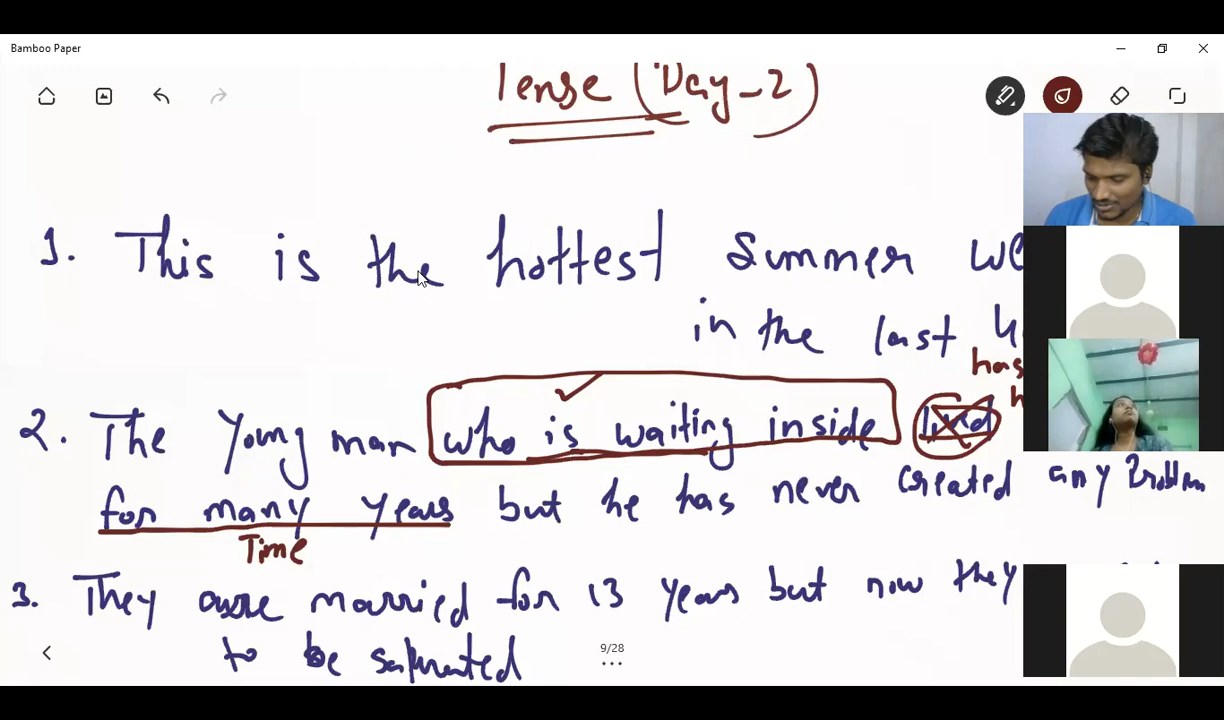 Bamboo Paper
Tense (Day-2)
1. This is the hottest summer we
in the last
has
2. The Young man who is waiting inside lived
for many years but he has never created any Problem
Time
3. They are married for 13 years but now they
to be seperated
9/28